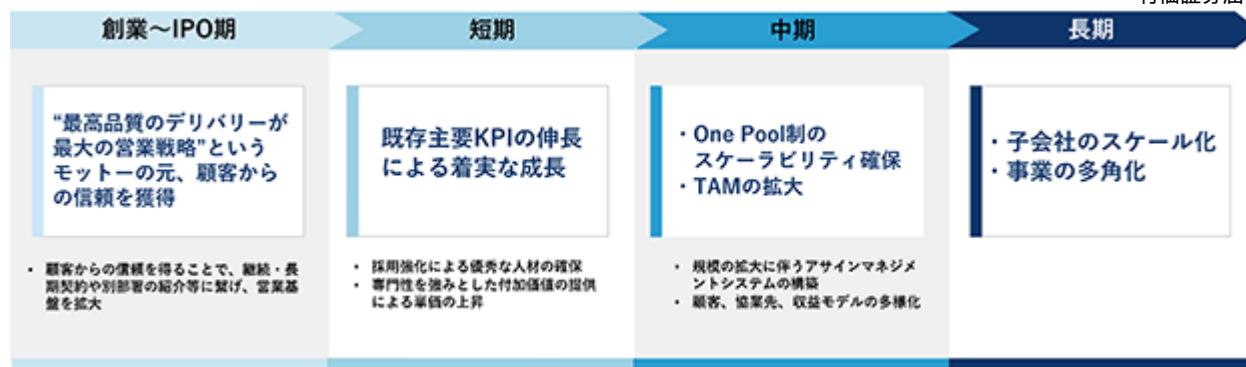 創業～IPO期
短期
中期
長期
“最高品質のデリバリーが
最大の営業戦略”という
モットーの元、顧客から
の信頼を獲得
・ 顧客からの信頼を得ることで、継続・長
期契約や別部署の紹介等に繋げ、営業基
盤を拡大
既存主要KPIの伸長
による着実な成長
・ 採用強化による優秀な人材の確保
・ 専門性を強みとした付加価値の提供
による単価の上昇
・One Pool制の
スケーラビリティ確保
・TAMの拡大
・ 規模の拡大に伴うアサインマネジメ
ントシステムの構築
・ 顧客、協業先、収益モデルの多様化
・子会社のスケール化
・事業の多角化